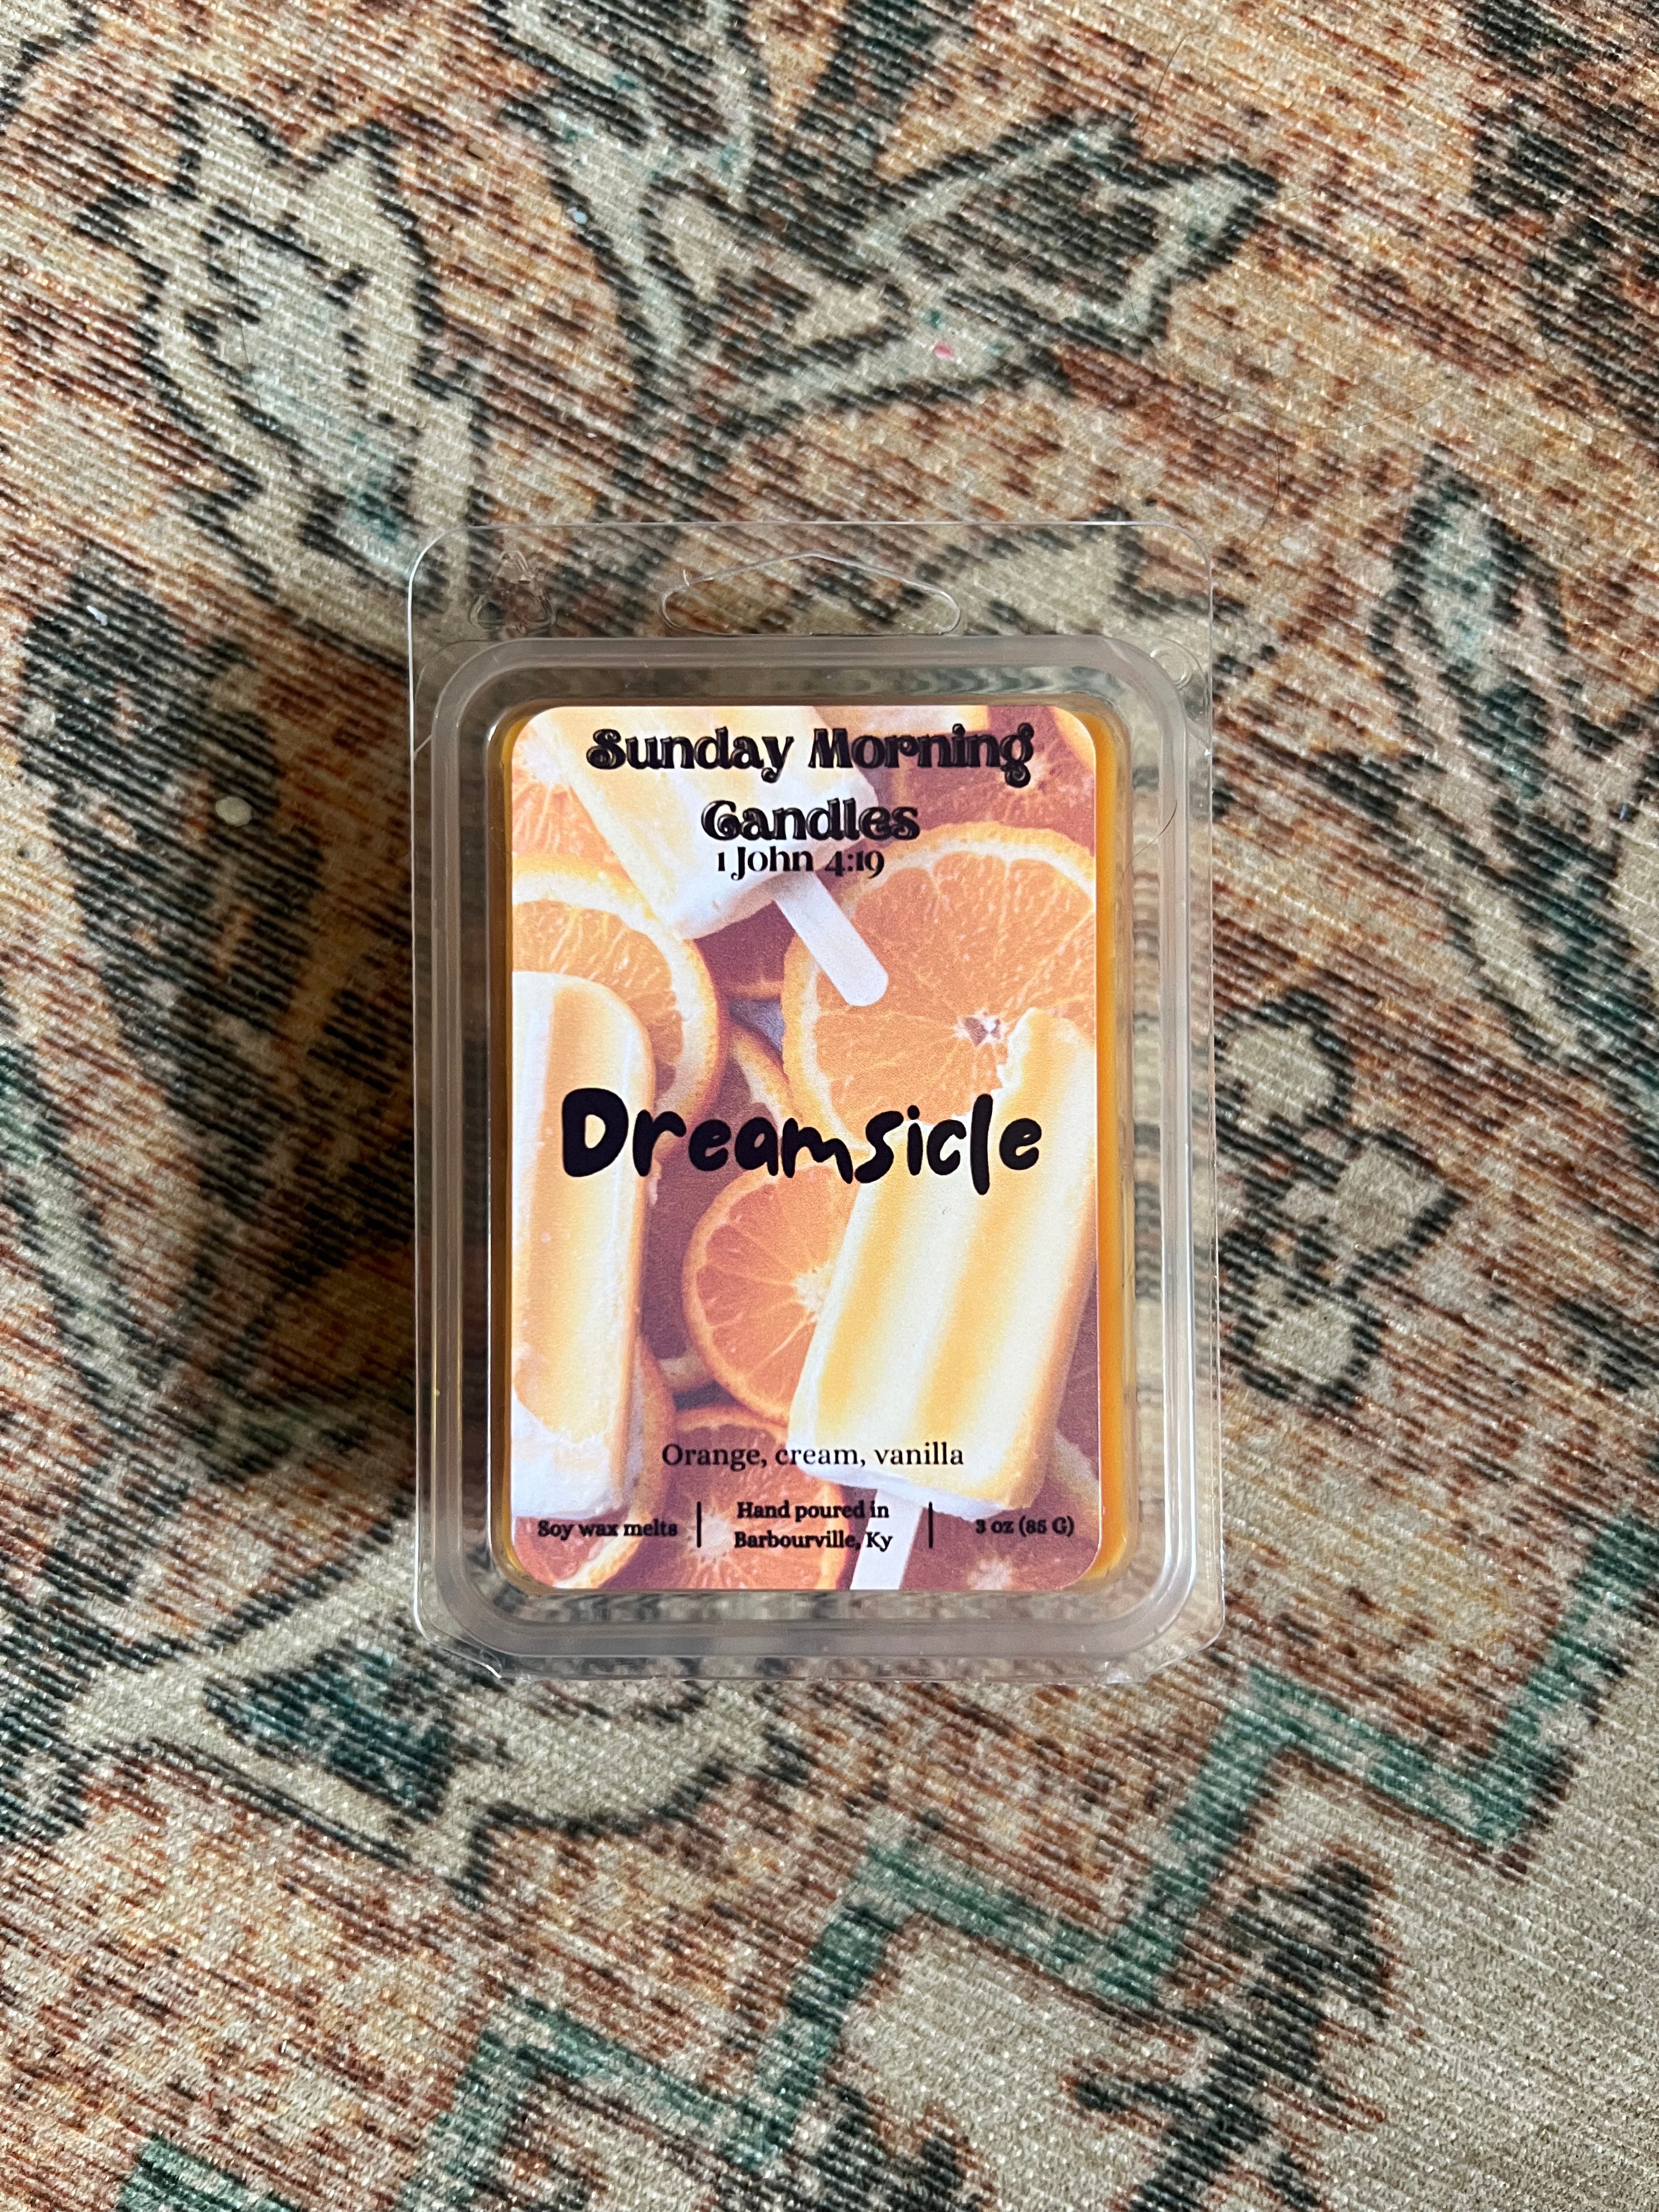 Sunday Morning
Candles
1 John 4:19
Dreamsicle
Orange, cream, vanilla
Soy wax melts
Hand poured in
Barbourville, Ky
3 oz (85 G)